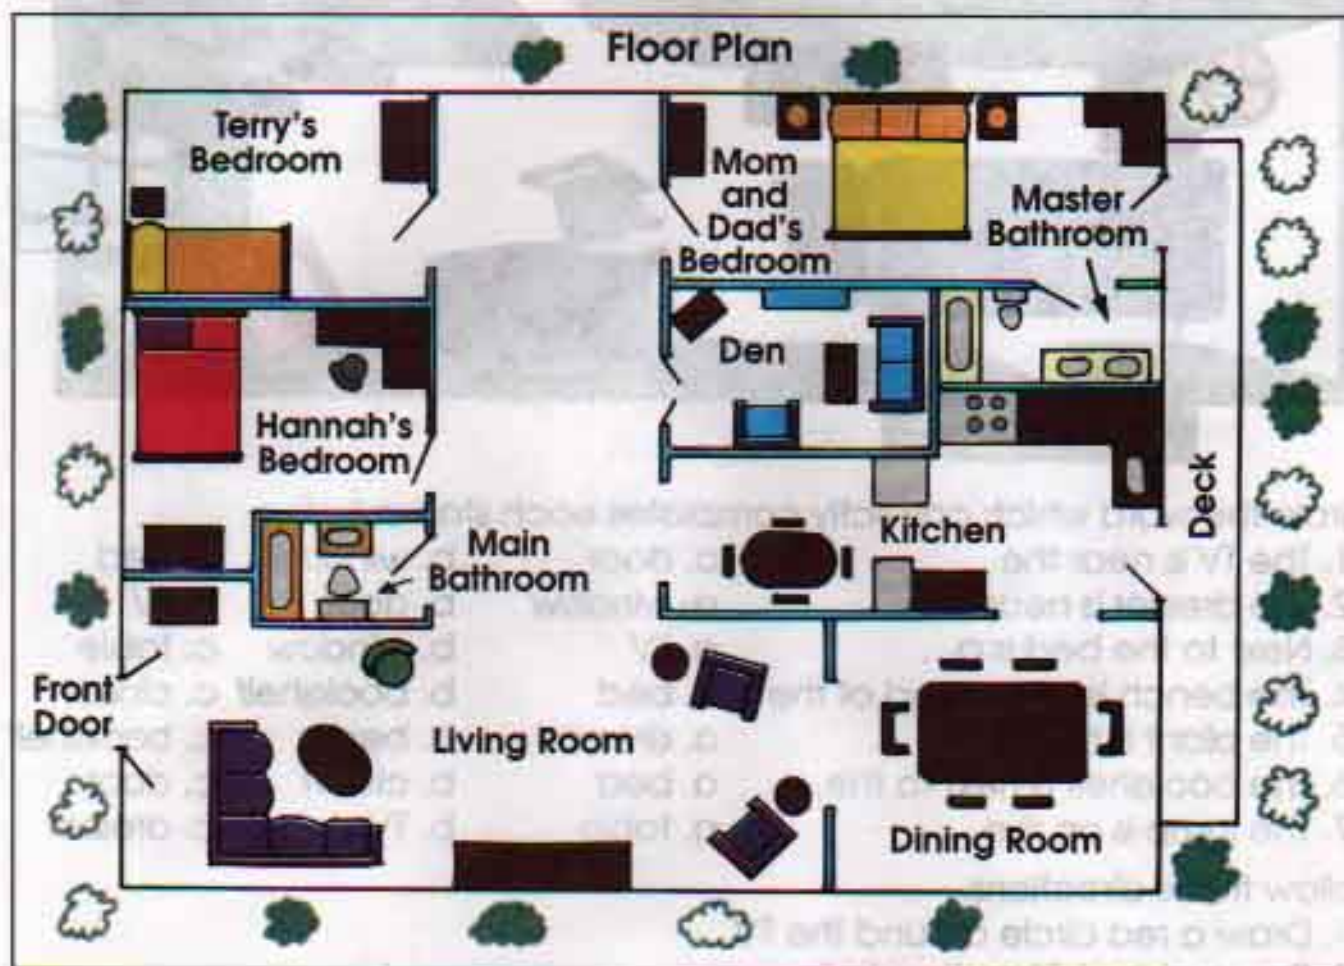 Floor Plan
Terry's
Bedroom
Mom
and
Dad's
Bedroom
Master
Bathroom
Den
Hannah's
Bedroom
Deck
Kitchen
Main
Bathroom
Front
Door
Living Room
Dining Room